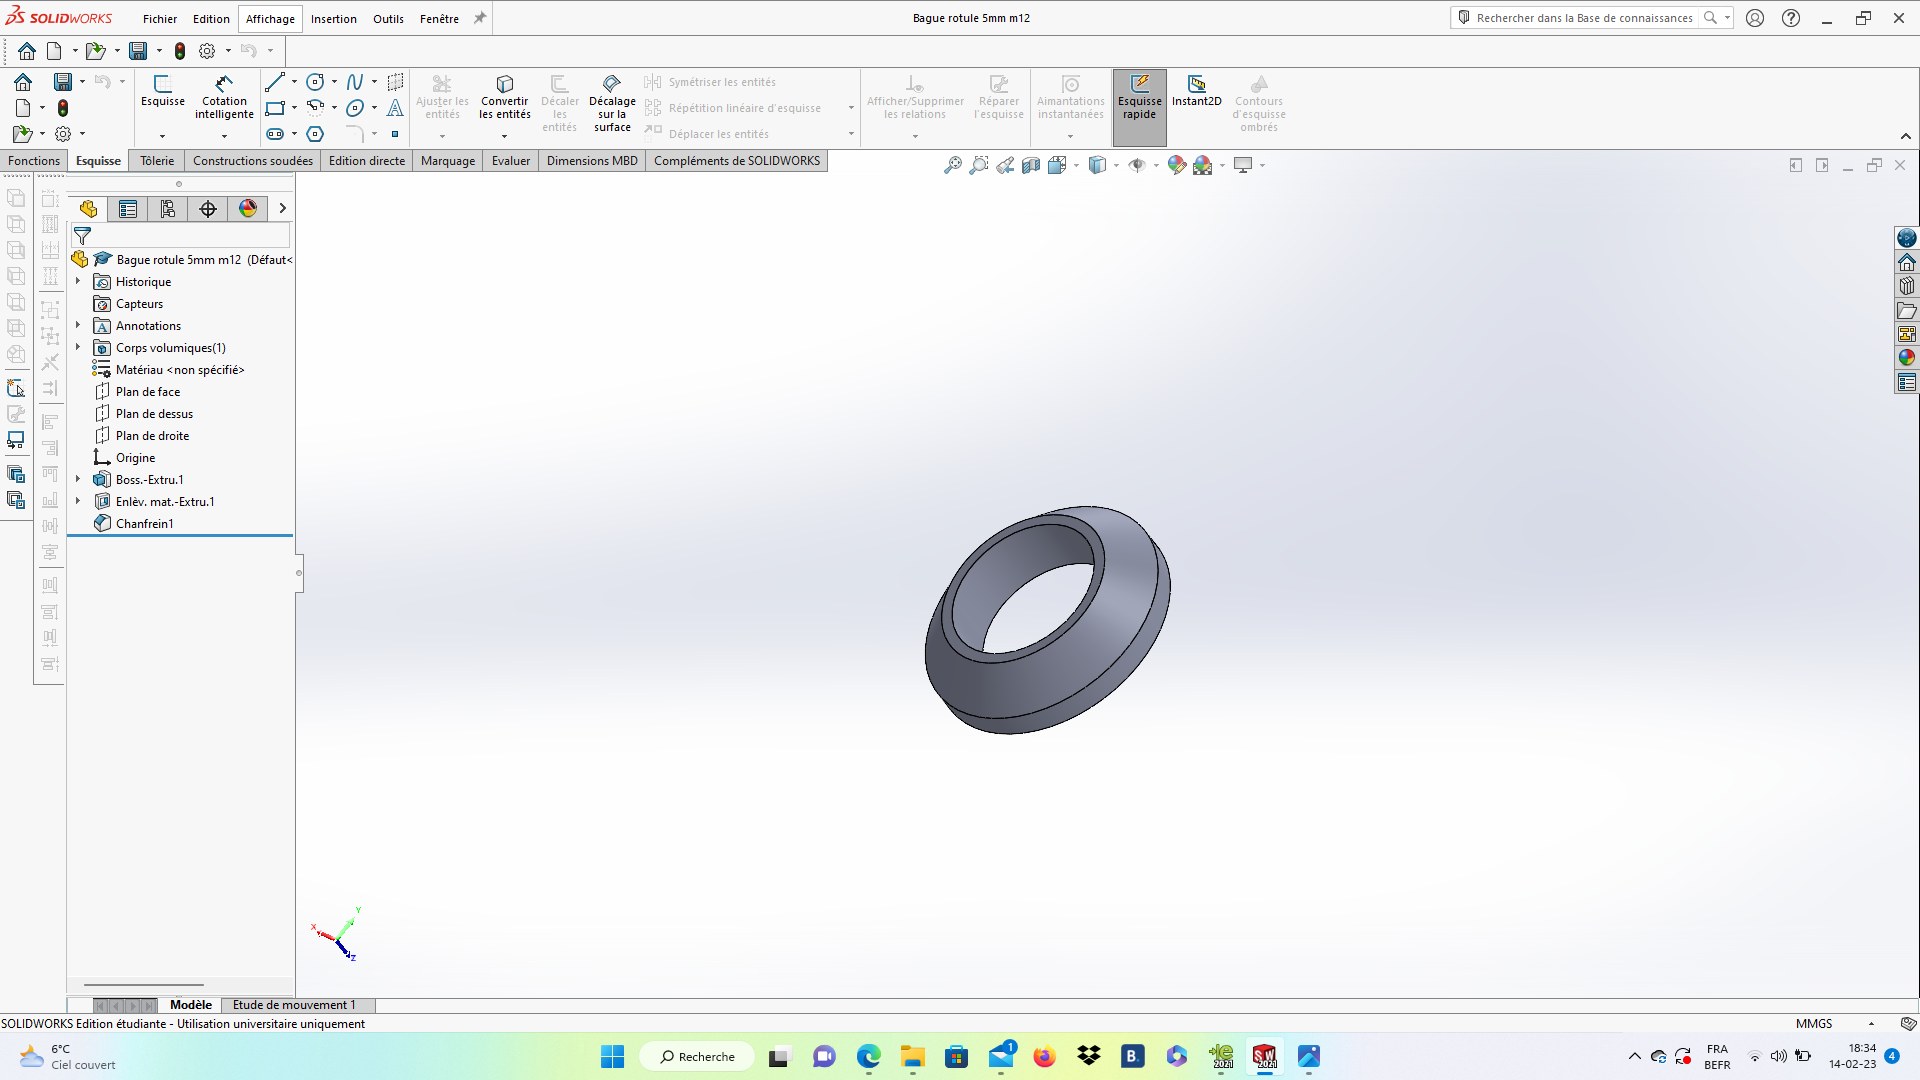 SOLIDWORKS
Fichier Edition Affichage Insertion Outils Fenêtre
Bague rotule 5mm m12
Rechercher dans la Base de connaissances
Esquisse
Cotation intelligente
Ajuster les entités
Convertir les entités
Décaler les entités
Décalage sur la surface
Symétriser les entités
Répétition linéaire d'esquisse
Déplacer les entités
Afficher/Supprimer les relations
Réparer l'esquisse
Aimantations instantanées
Esquisse rapide
Instant2D
Contours d'esquisse ombrés
Fonctions Esquisse Tôlerie Constructions soudées Edition directe Marquage Evaluer Dimensions MBD Compléments de SOLIDWORKS
Bague rotule 5mm m12 (Défaut<
Historique
Capteurs
Annotations
Corps volumiques(1)
Matériau <non spécifié>
Plan de face
Plan de dessus
Plan de droite
Origine
Boss.-Extru.1
Enlèv. mat.-Extru.1
Chanfrein1
Y
X
Z
Modèle Etude de mouvement 1
SOLIDWORKS Edition étudiante - Utilisation universitaire uniquement
MMGS
6°C
Ciel couvert
Recherche
1
B.
2021
SW
2021
FRA
BEFR
18:34
14-02-23
4